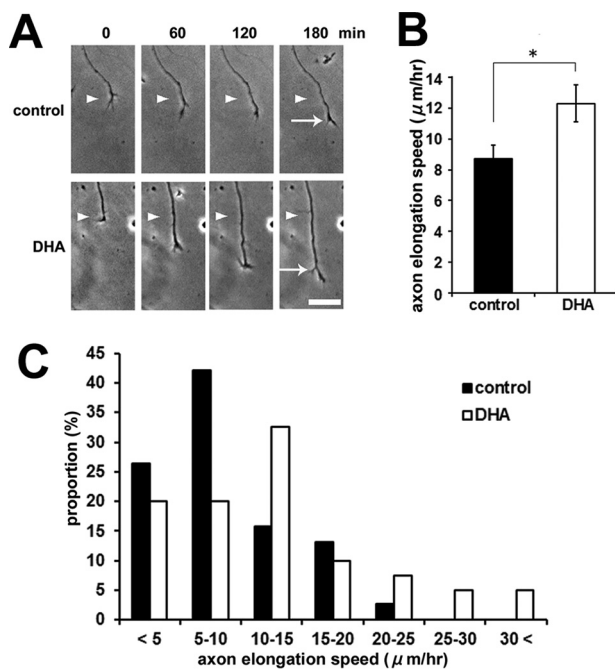 A
0 60 120 180 min
control
DHA
B
*
axon elongation speed (μm/hr)
14
12
10
8
6
4
2
0
control DHA
C
proportion (%)
45
40
35
30
25
20
15
10
5
0
control
DHA
< 5 5-10 10-15 15-20 20-25 25-30 30 <
axon elongation speed (μm/hr)